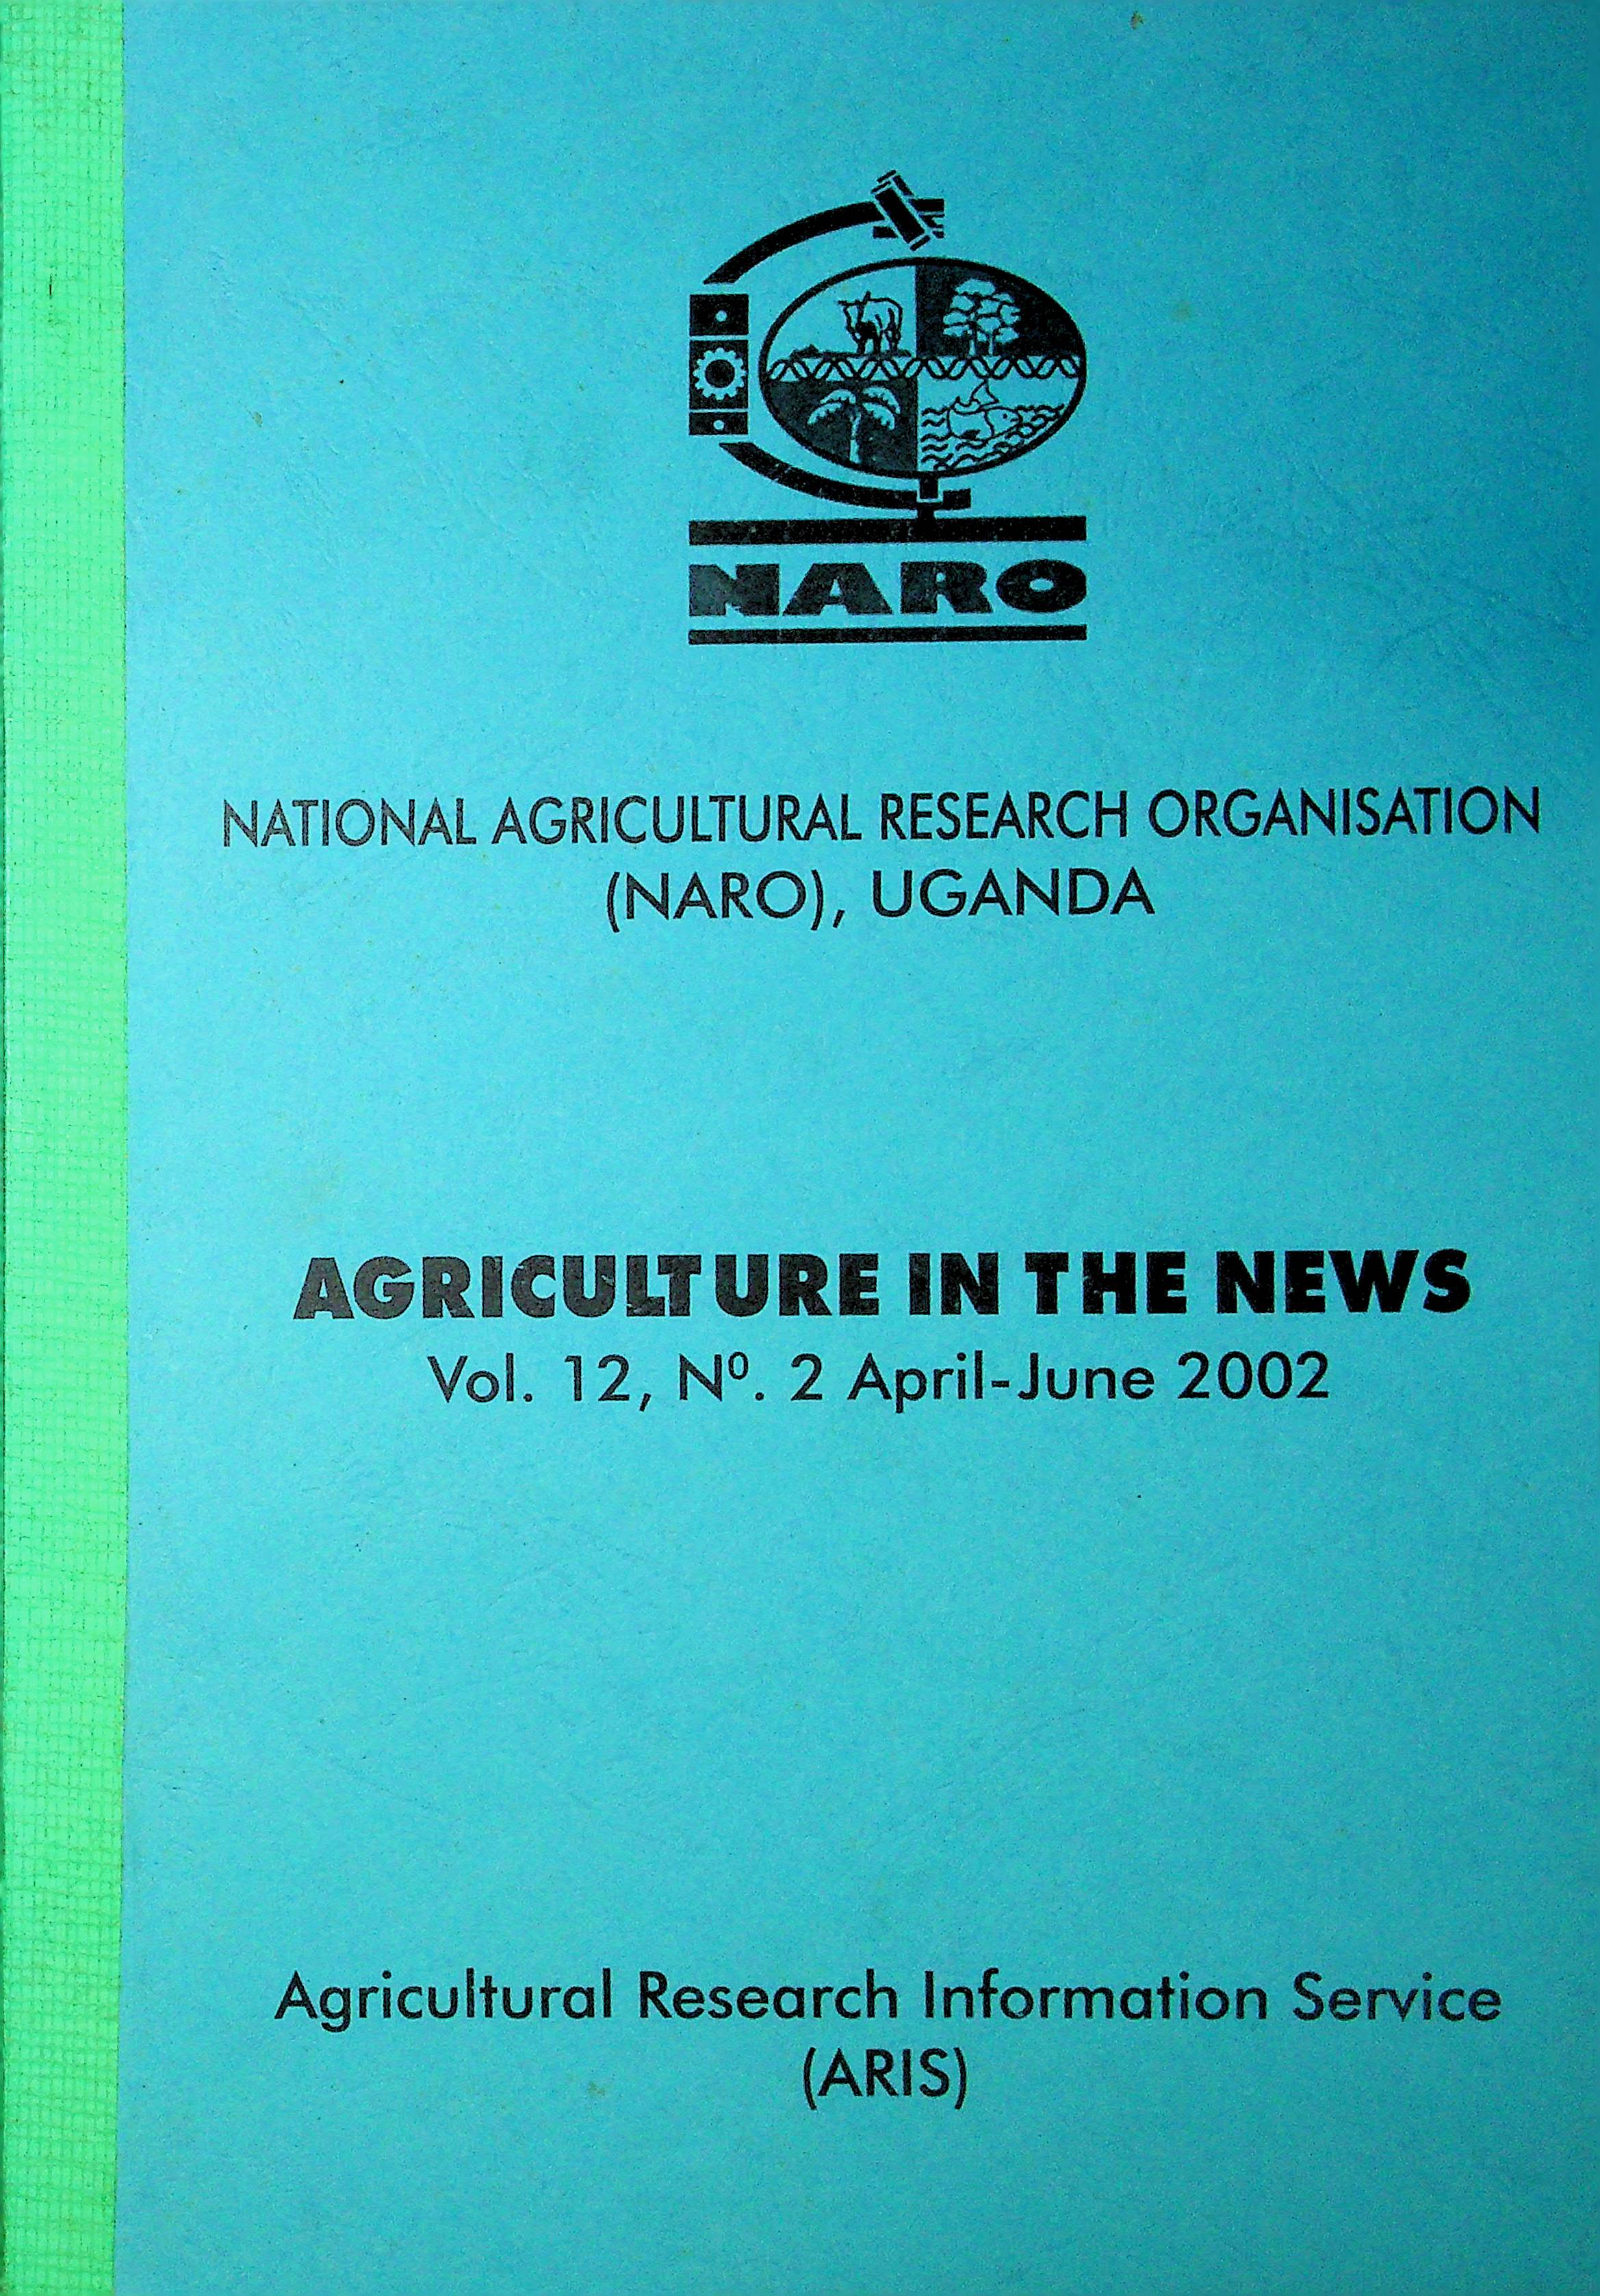 NARO
NATIONAL AGRICULTURAL RESEARCH ORGANISATION
(NARO), UGANDA
AGRICULTURE IN THE NEWS
Vol. 12, Nº. 2 April-June 2002
Agricultural Research Information Service
(ARIS)